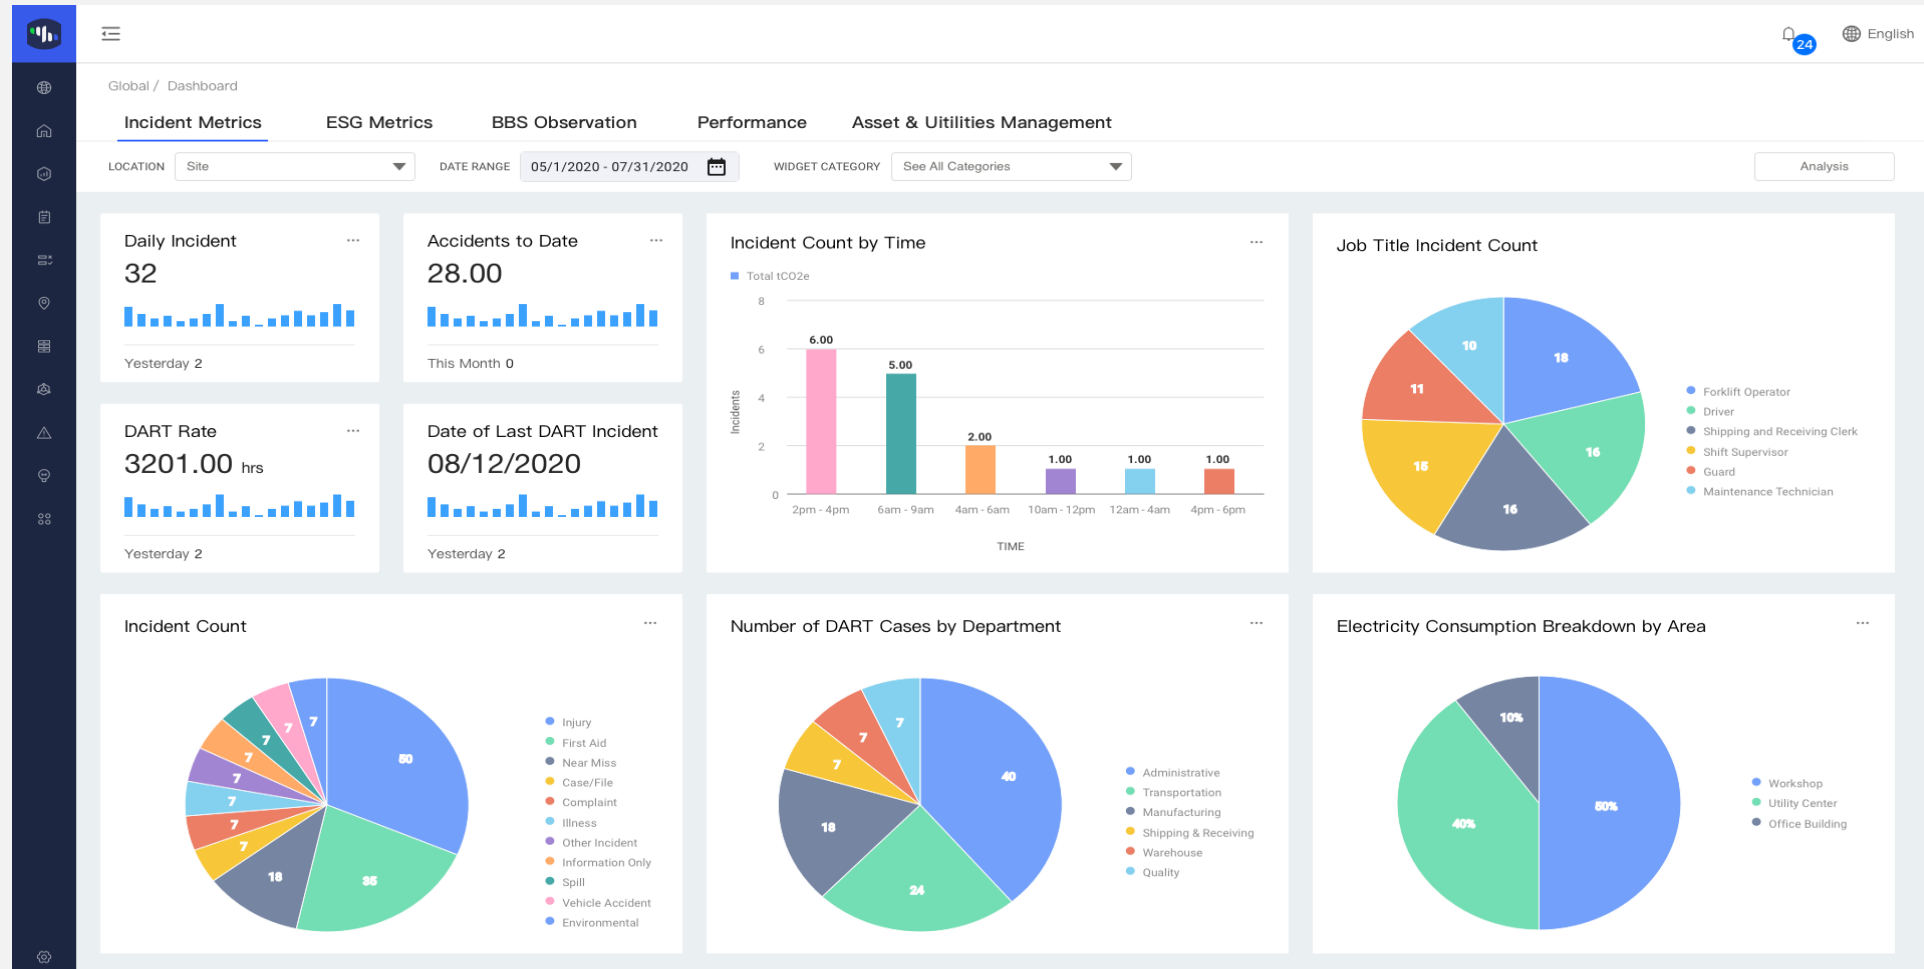 24
English
Global / Dashboard
Incident Metrics ESG Metrics BBS Observation Performance Asset & Uitilities Management
LOCATION Site DATE RANGE 05/1/2020 - 07/31/2020 WIDGET CATEGORY See All Categories Analysis
Daily Incident
32
Yesterday 2
Accidents to Date
28.00
This Month 0
DART Rate
3201.00 hrs
Yesterday 2
Date of Last DART Incident
08/12/2020
Yesterday 2
Incident Count by Time
Total tCO2e
8
6
4
2
0
Incidents
6.00
5.00
2.00
1.00
1.00
1.00
2pm - 4pm 6am - 9am 4am - 6am 10am - 12pm 12am - 4am 4pm - 6pm
TIME
Job Title Incident Count
18
16
16
15
11
10
Forklift Operator
Driver
Shipping and Receiving Clerk
Shift Supervisor
Guard
Maintenance Technician
Incident Count
50
35
18
7
7
7
7
7
7
7
7
Injury
First Aid
Near Miss
Case/File
Complaint
Illness
Other Incident
Information Only
Spill
Vehicle Accident
Environmental
Number of DART Cases by Department
40
24
18
7
7
7
Administrative
Transportation
Manufacturing
Shipping & Receiving
Warehouse
Quality
Electricity Consumption Breakdown by Area
50%
40%
10%
Workshop
Utility Center
Office Building